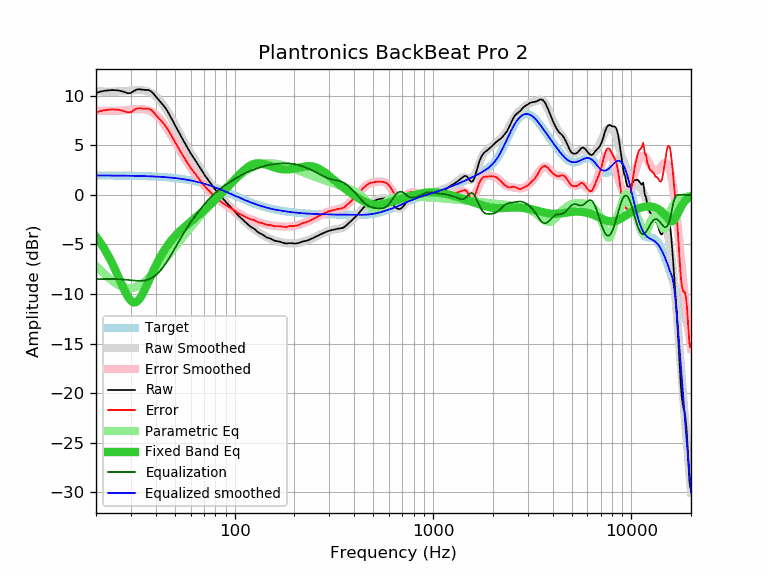 Plantronics BackBeat Pro 2
10
5
0
−5
−10
−15
−20
−25
−30
Amplitude (dBr)
Target
Raw Smoothed
Error Smoothed
Raw
Error
Parametric Eq
Fixed Band Eq
Equalization
Equalized smoothed
100
1000
10000
Frequency (Hz)